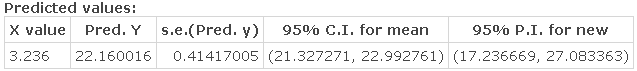 Predicted values:
X value Pred. Y s.e.(Pred. y) 95% C.I. for mean 95% P.I. for new
3.236 22.160016 0.41417005 (21.327271, 22.992761) (17.236669, 27.083363)